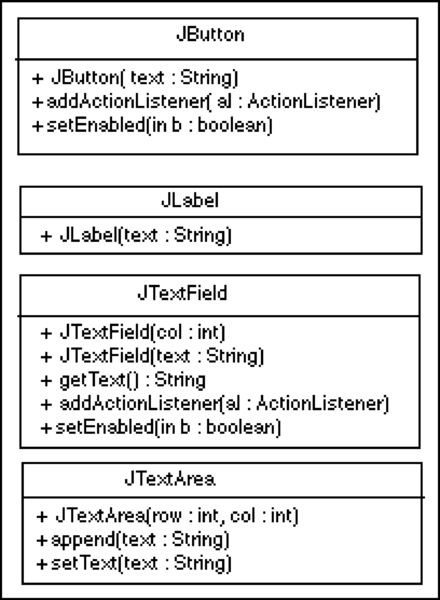 JButton
+ JButton( text : String)
+addActionListener( al : ActionListener)
+setEnabled(in b : boolean)
JLabel
+ JLabel(text : String)
JTextField
+ JTextField(col : int)
+ JTextField(text : String)
+ getText() : String
+ addActionListener(al : ActionListener)
+setEnabled(in b : boolean)
JTextArea
+ JTextArea(row : int, col : int)
+append(text : String)
+setText(text : String)